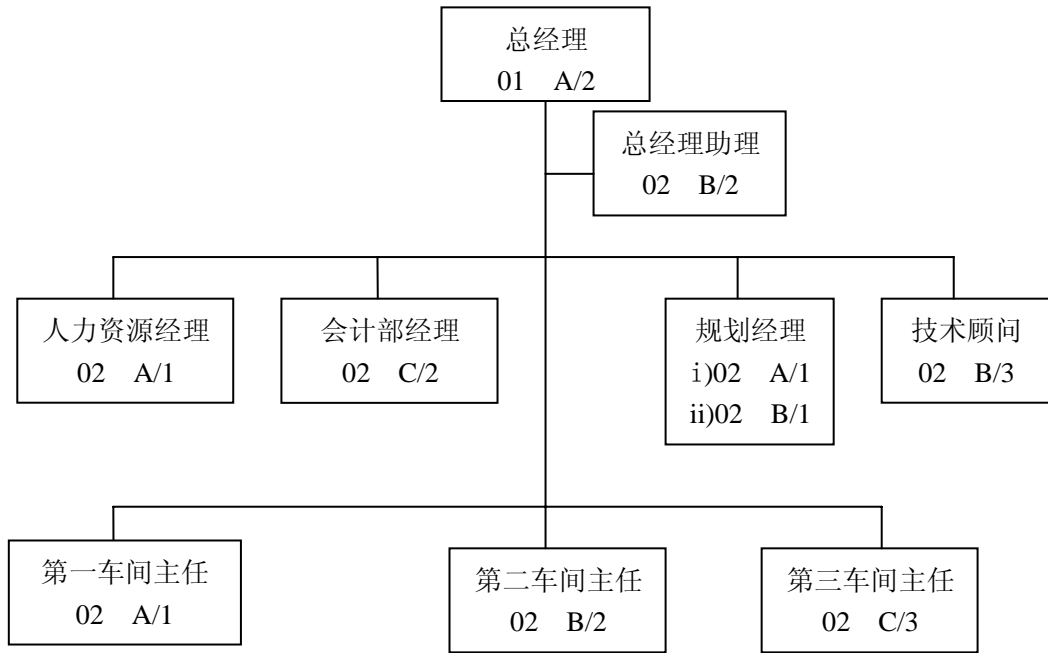 总经理
01 A/2
总经理助理
02 B/2
人力资源经理
02 A/1
会计部经理
02 C/2
规划经理
i)02 A/1
ii)02 B/1
技术顾问
02 B/3
第一车间主任
02 A/1
第二车间主任
02 B/2
第三车间主任
02 C/3